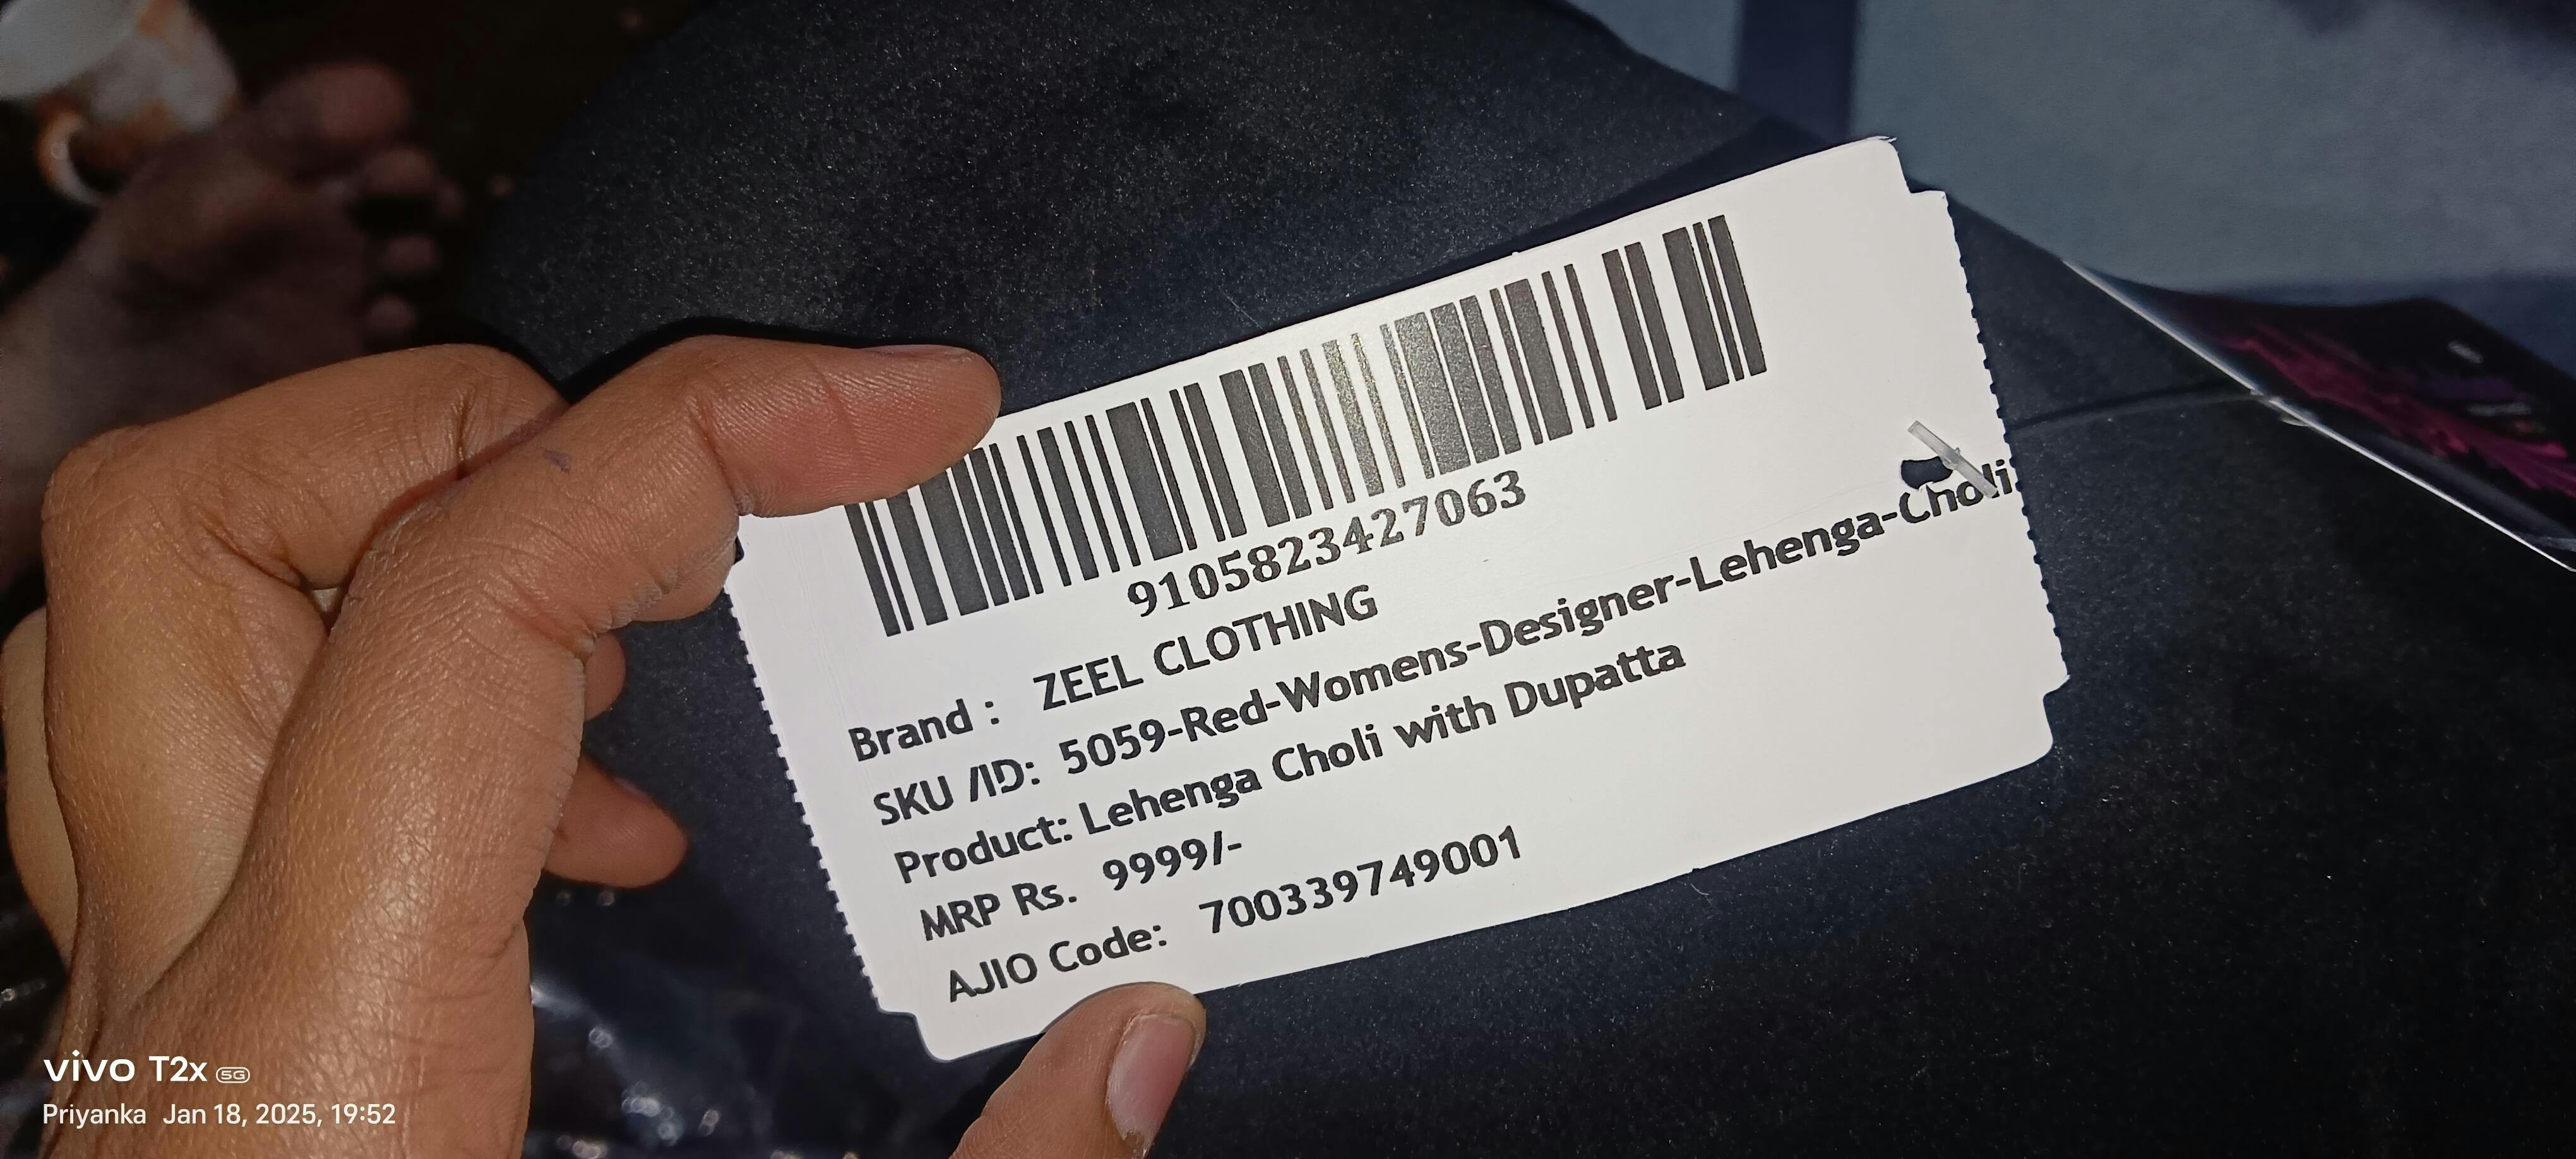 9105823427063
Brand : ZEEL CLOTHING
SKU /ID: 5059-Red-Womens-Designer-Lehenga-Choli
Product: Lehenga Choli with Dupatta
MRP Rs. 9999/-
AJIO Code: 700339749001
vivo T2x 5G
Priyanka Jan 18, 2025, 19:52